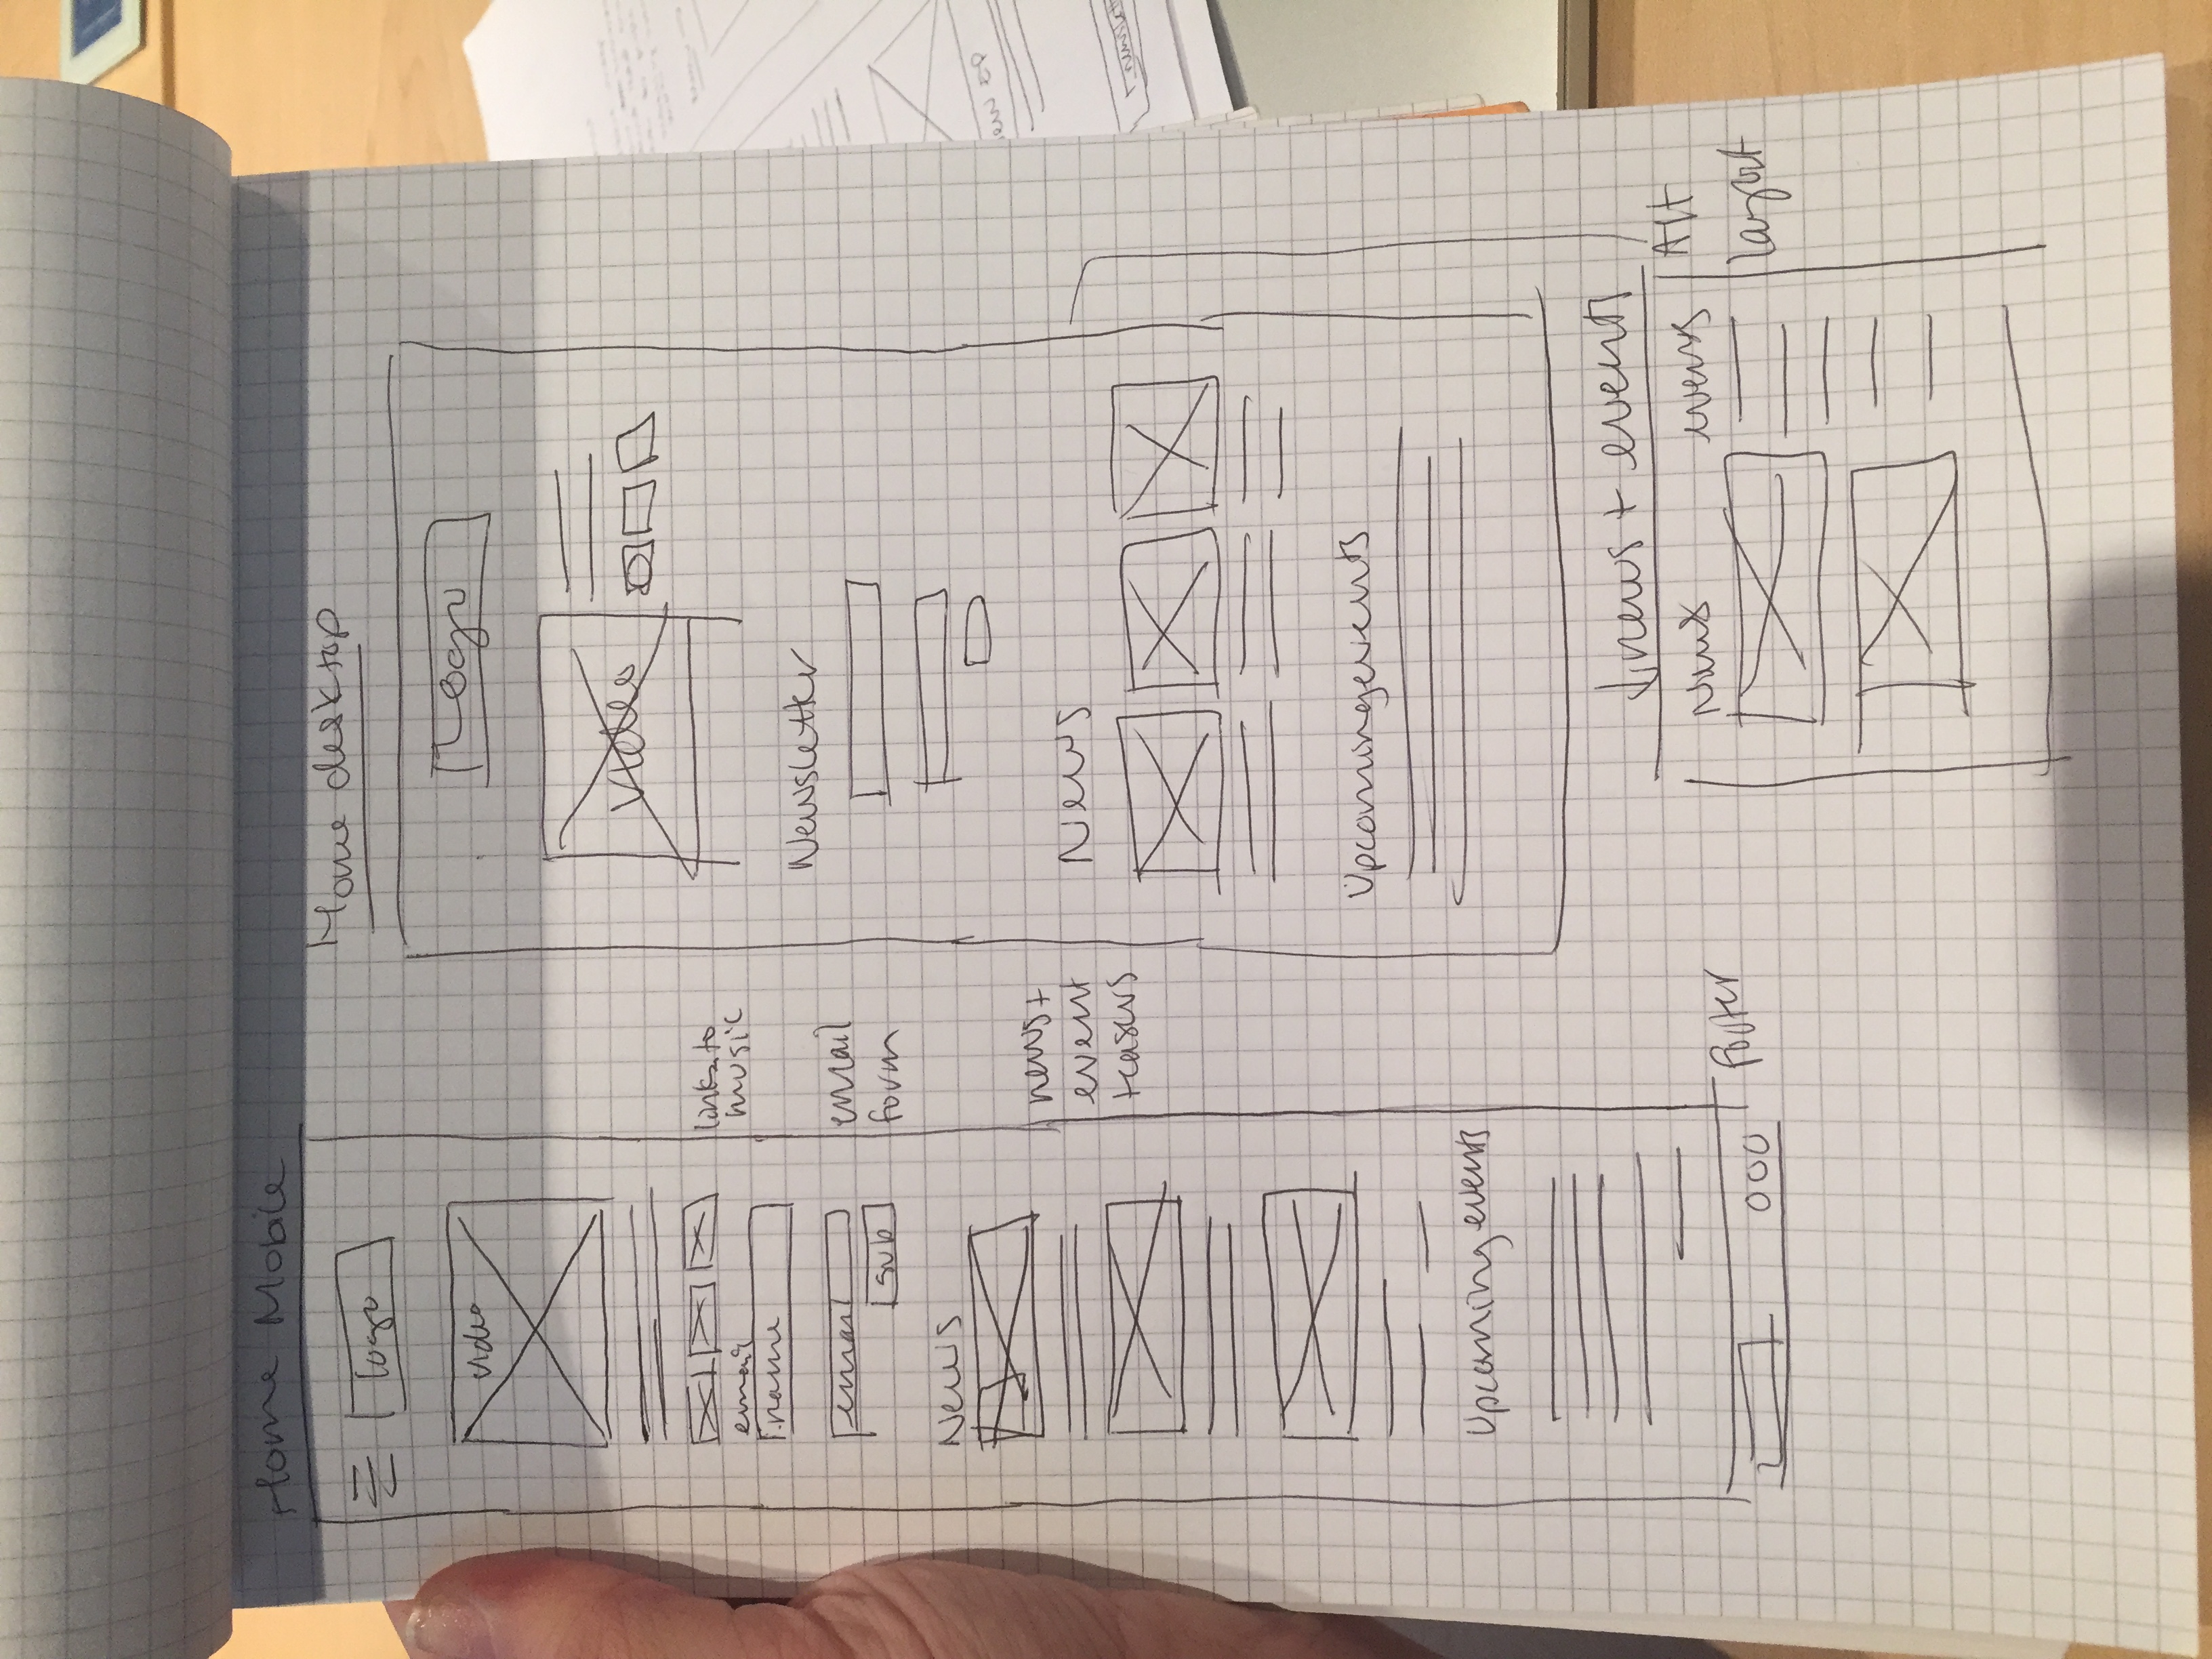 Home Mobile
logo
video
links to
music
email
name
email
email
form
sub
News
news +
event
teasers
Upcoming events
footer
Home desktop
Logo
Video
Newsletter
News
Upcoming events
↓ news + events
News
events
Alt
layout